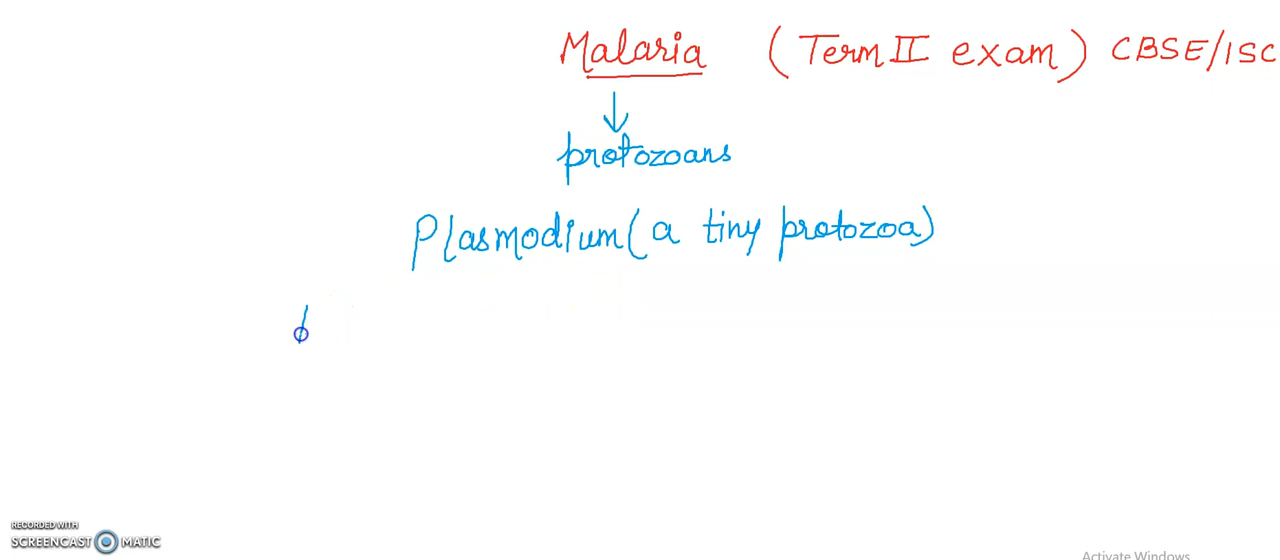 Malaria (Term II exam) CBSE/ISC
↓
protozoans
Plasmodium (a tiny protozoa)
RECORDED WITH
SCREENCAST MATIC
Activate Windows